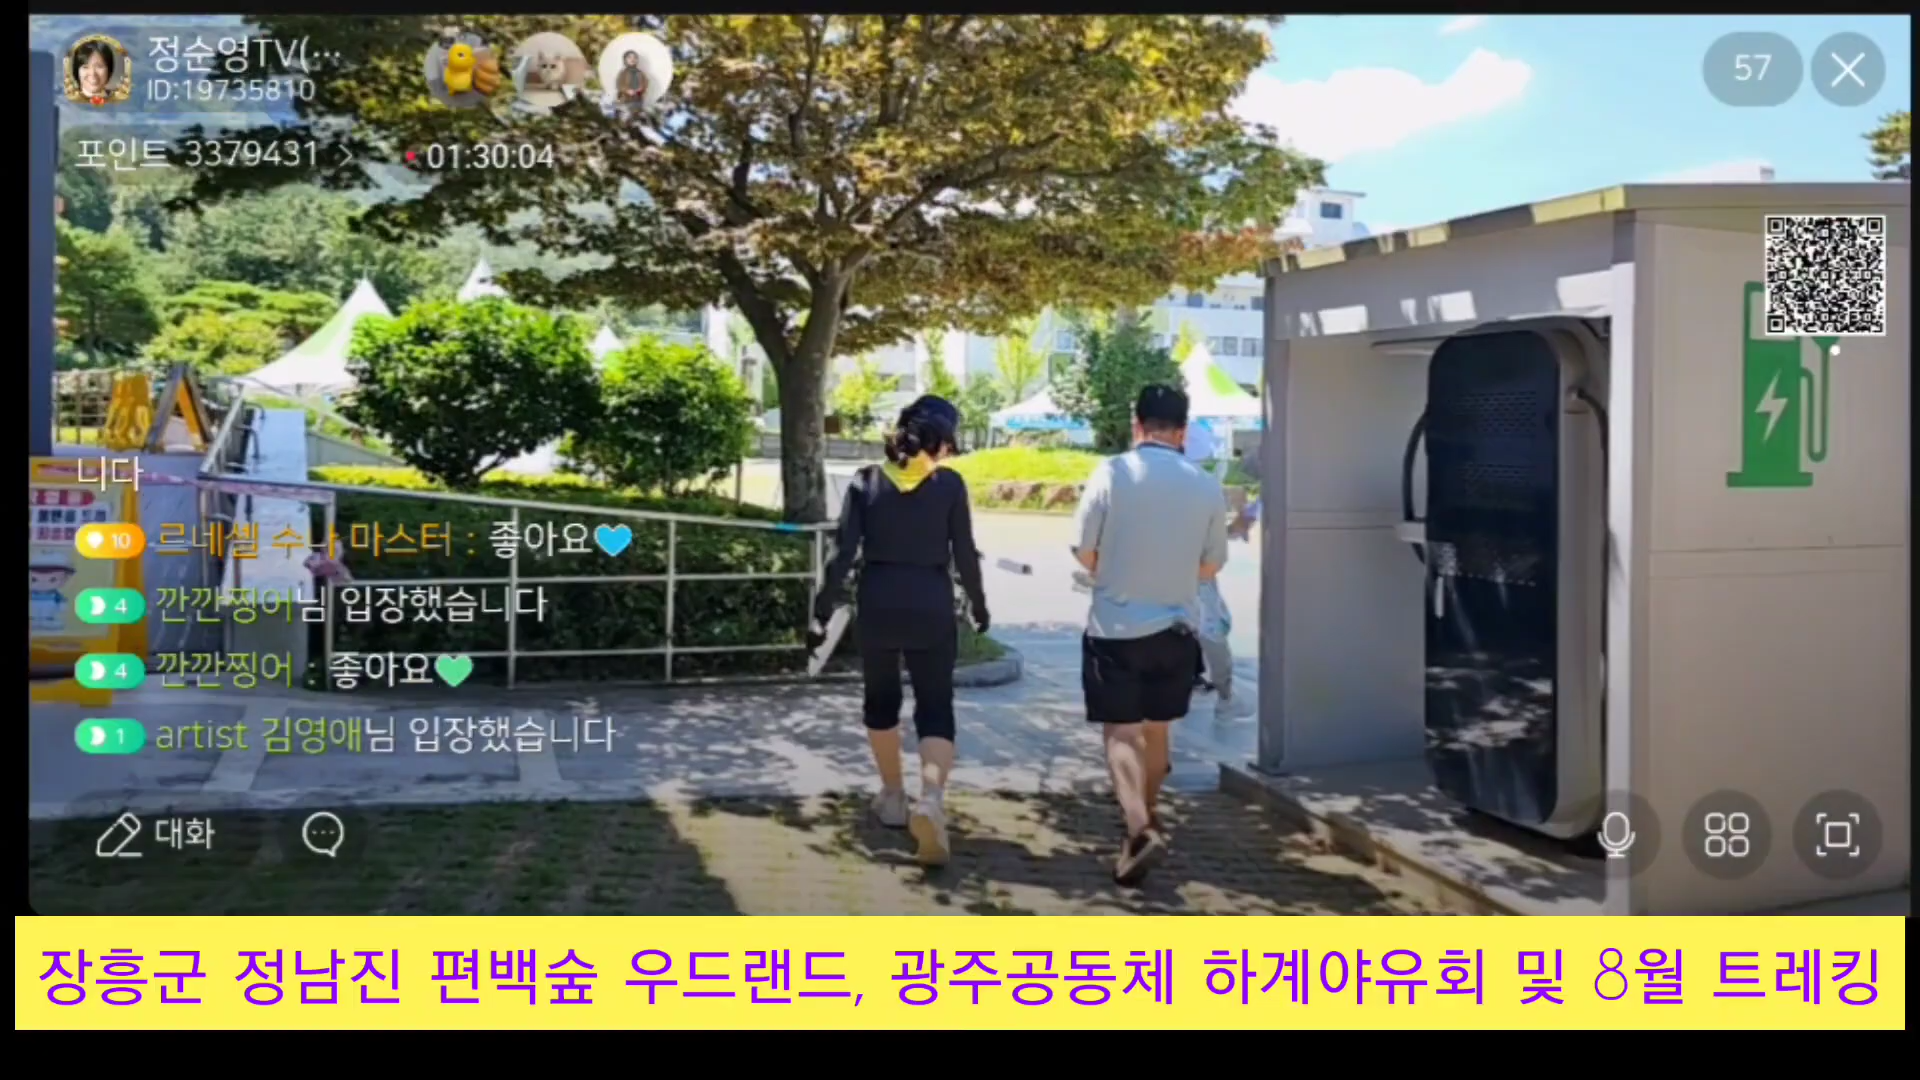 정순영TV(…
ID:19735810
57
포인트 3379431 >
01:30:04
니다
10 르네셀 수나 마스터 : 좋아요💙
4 깐깐찡어님 입장했습니다
4 깐깐찡어 : 좋아요💚
1 artist 김영애님 입장했습니다
대화
장흥군 정남진 편백숲 우드랜드, 광주공동체 하계야유회 및 8월 트레킹